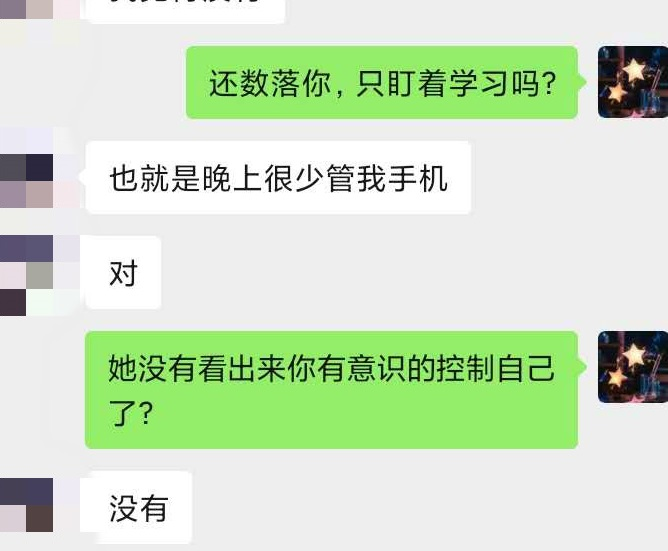 还数落你，只盯着学习吗？
也就是晚上很少管我手机
对
她没有看出来你有意识的控制自己
了？
没有